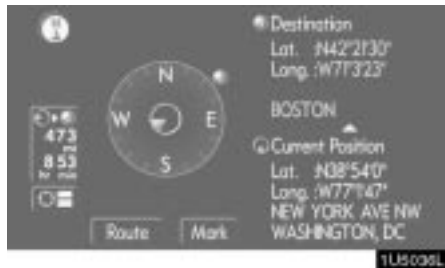 Destination
Lat. :N42°21'30"
Long. :W71°3'23"
BOSTON
Current Position
Lat. :N38°54'0"
Long. :W77°1'47"
NEW YORK AVE NW
WASHINGTON, DC
N
W
E
S
473
mi
8 53
hr min
Route
Mark
1U5036L